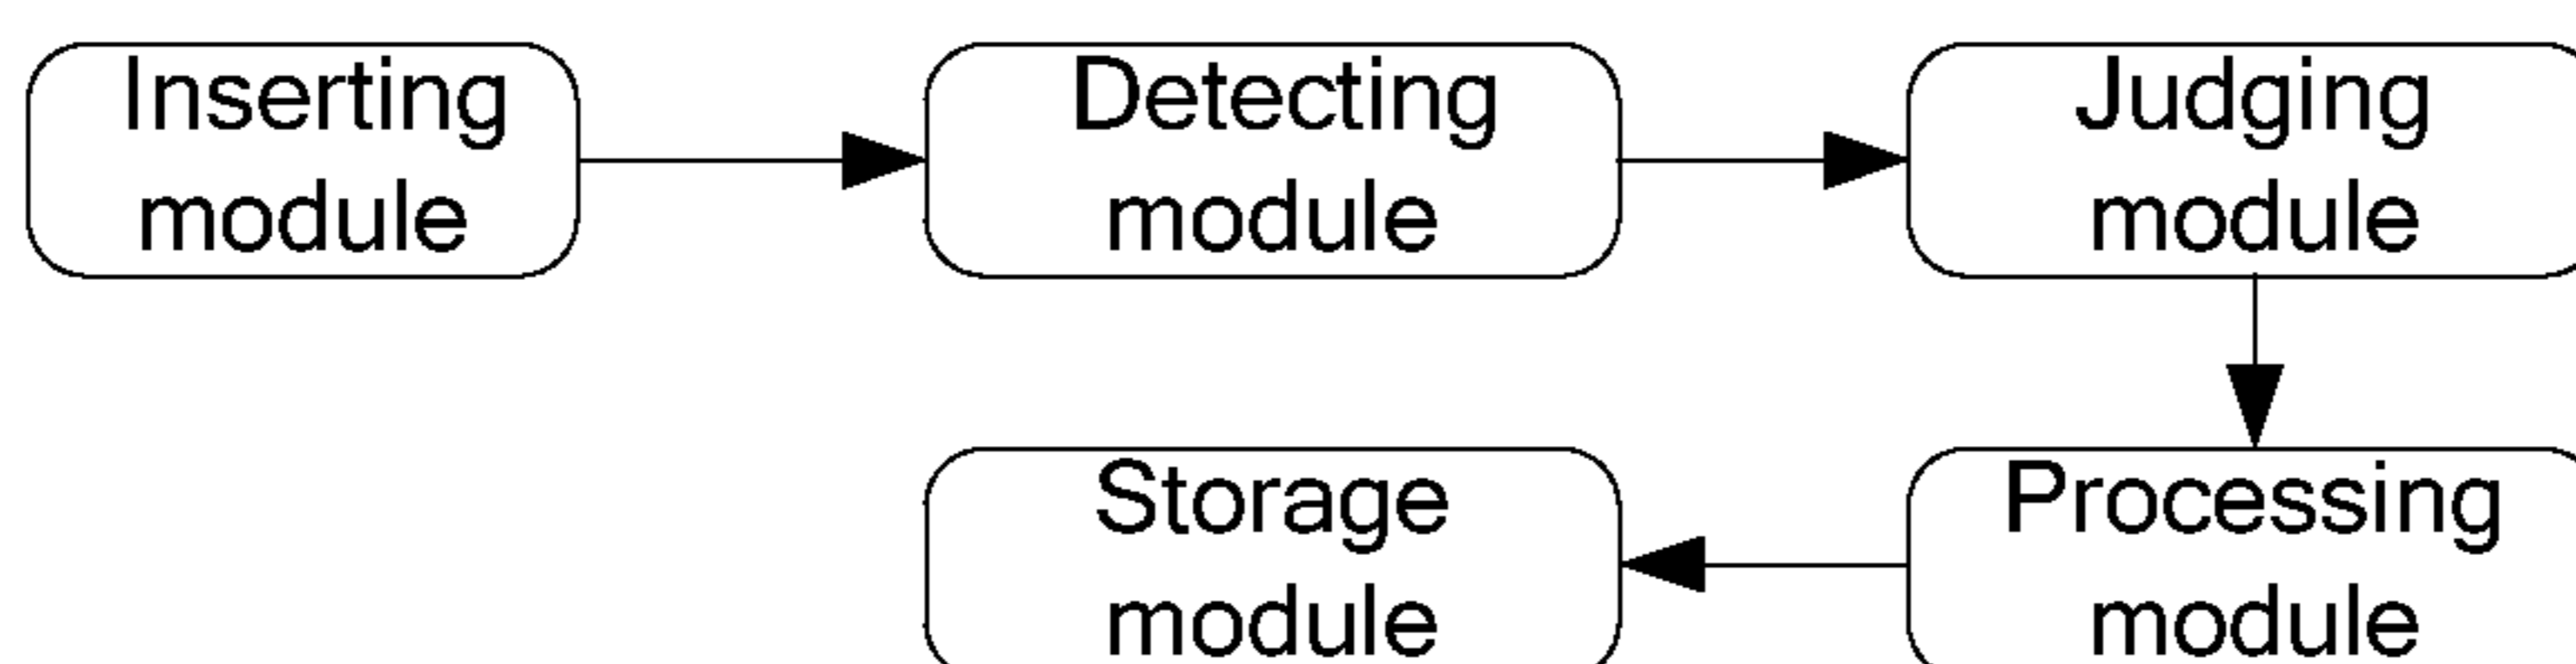 Inserting
module
Detecting
module
Judging
module
Storage
module
Processing
module